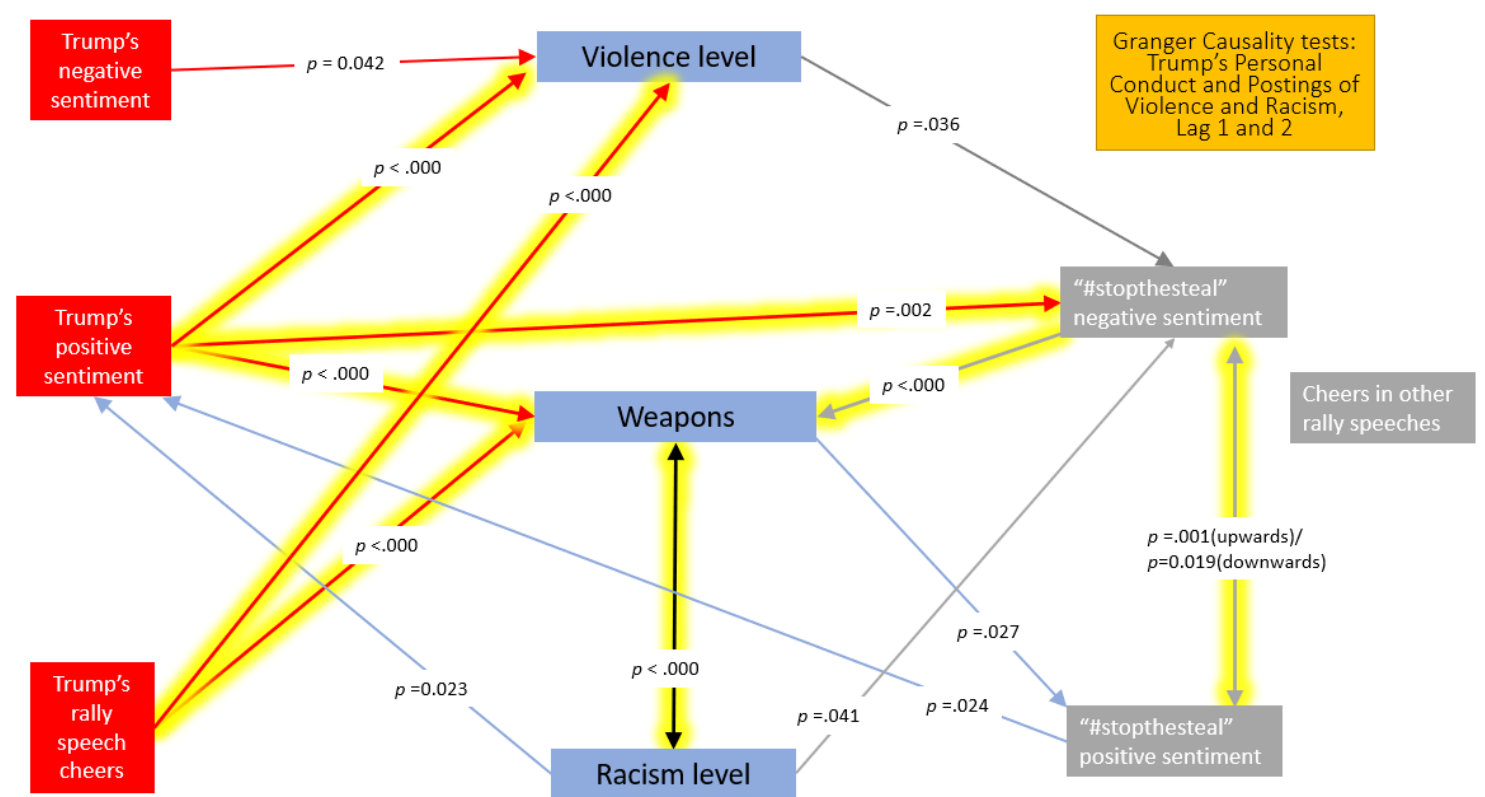 Trump's
negative
sentiment
p = 0.042
Violence level
Granger Causality tests:
Trump's Personal
Conduct and Postings of
Violence and Racism,
Lag 1 and 2
p =.036
p < .000
p <.000
Trump's
positive
sentiment
p =.002
"#stopthesteal"
negative sentiment
p < .000
p <.000
Weapons
Cheers in other
rally speeches
p <.000
p =.001(upwards)/
p=0.019(downwards)
p =.027
p < .000
p =0.023
p =.041
p =.024
Trump's
rally
speech
cheers
Racism level
"#stopthesteal"
positive sentiment